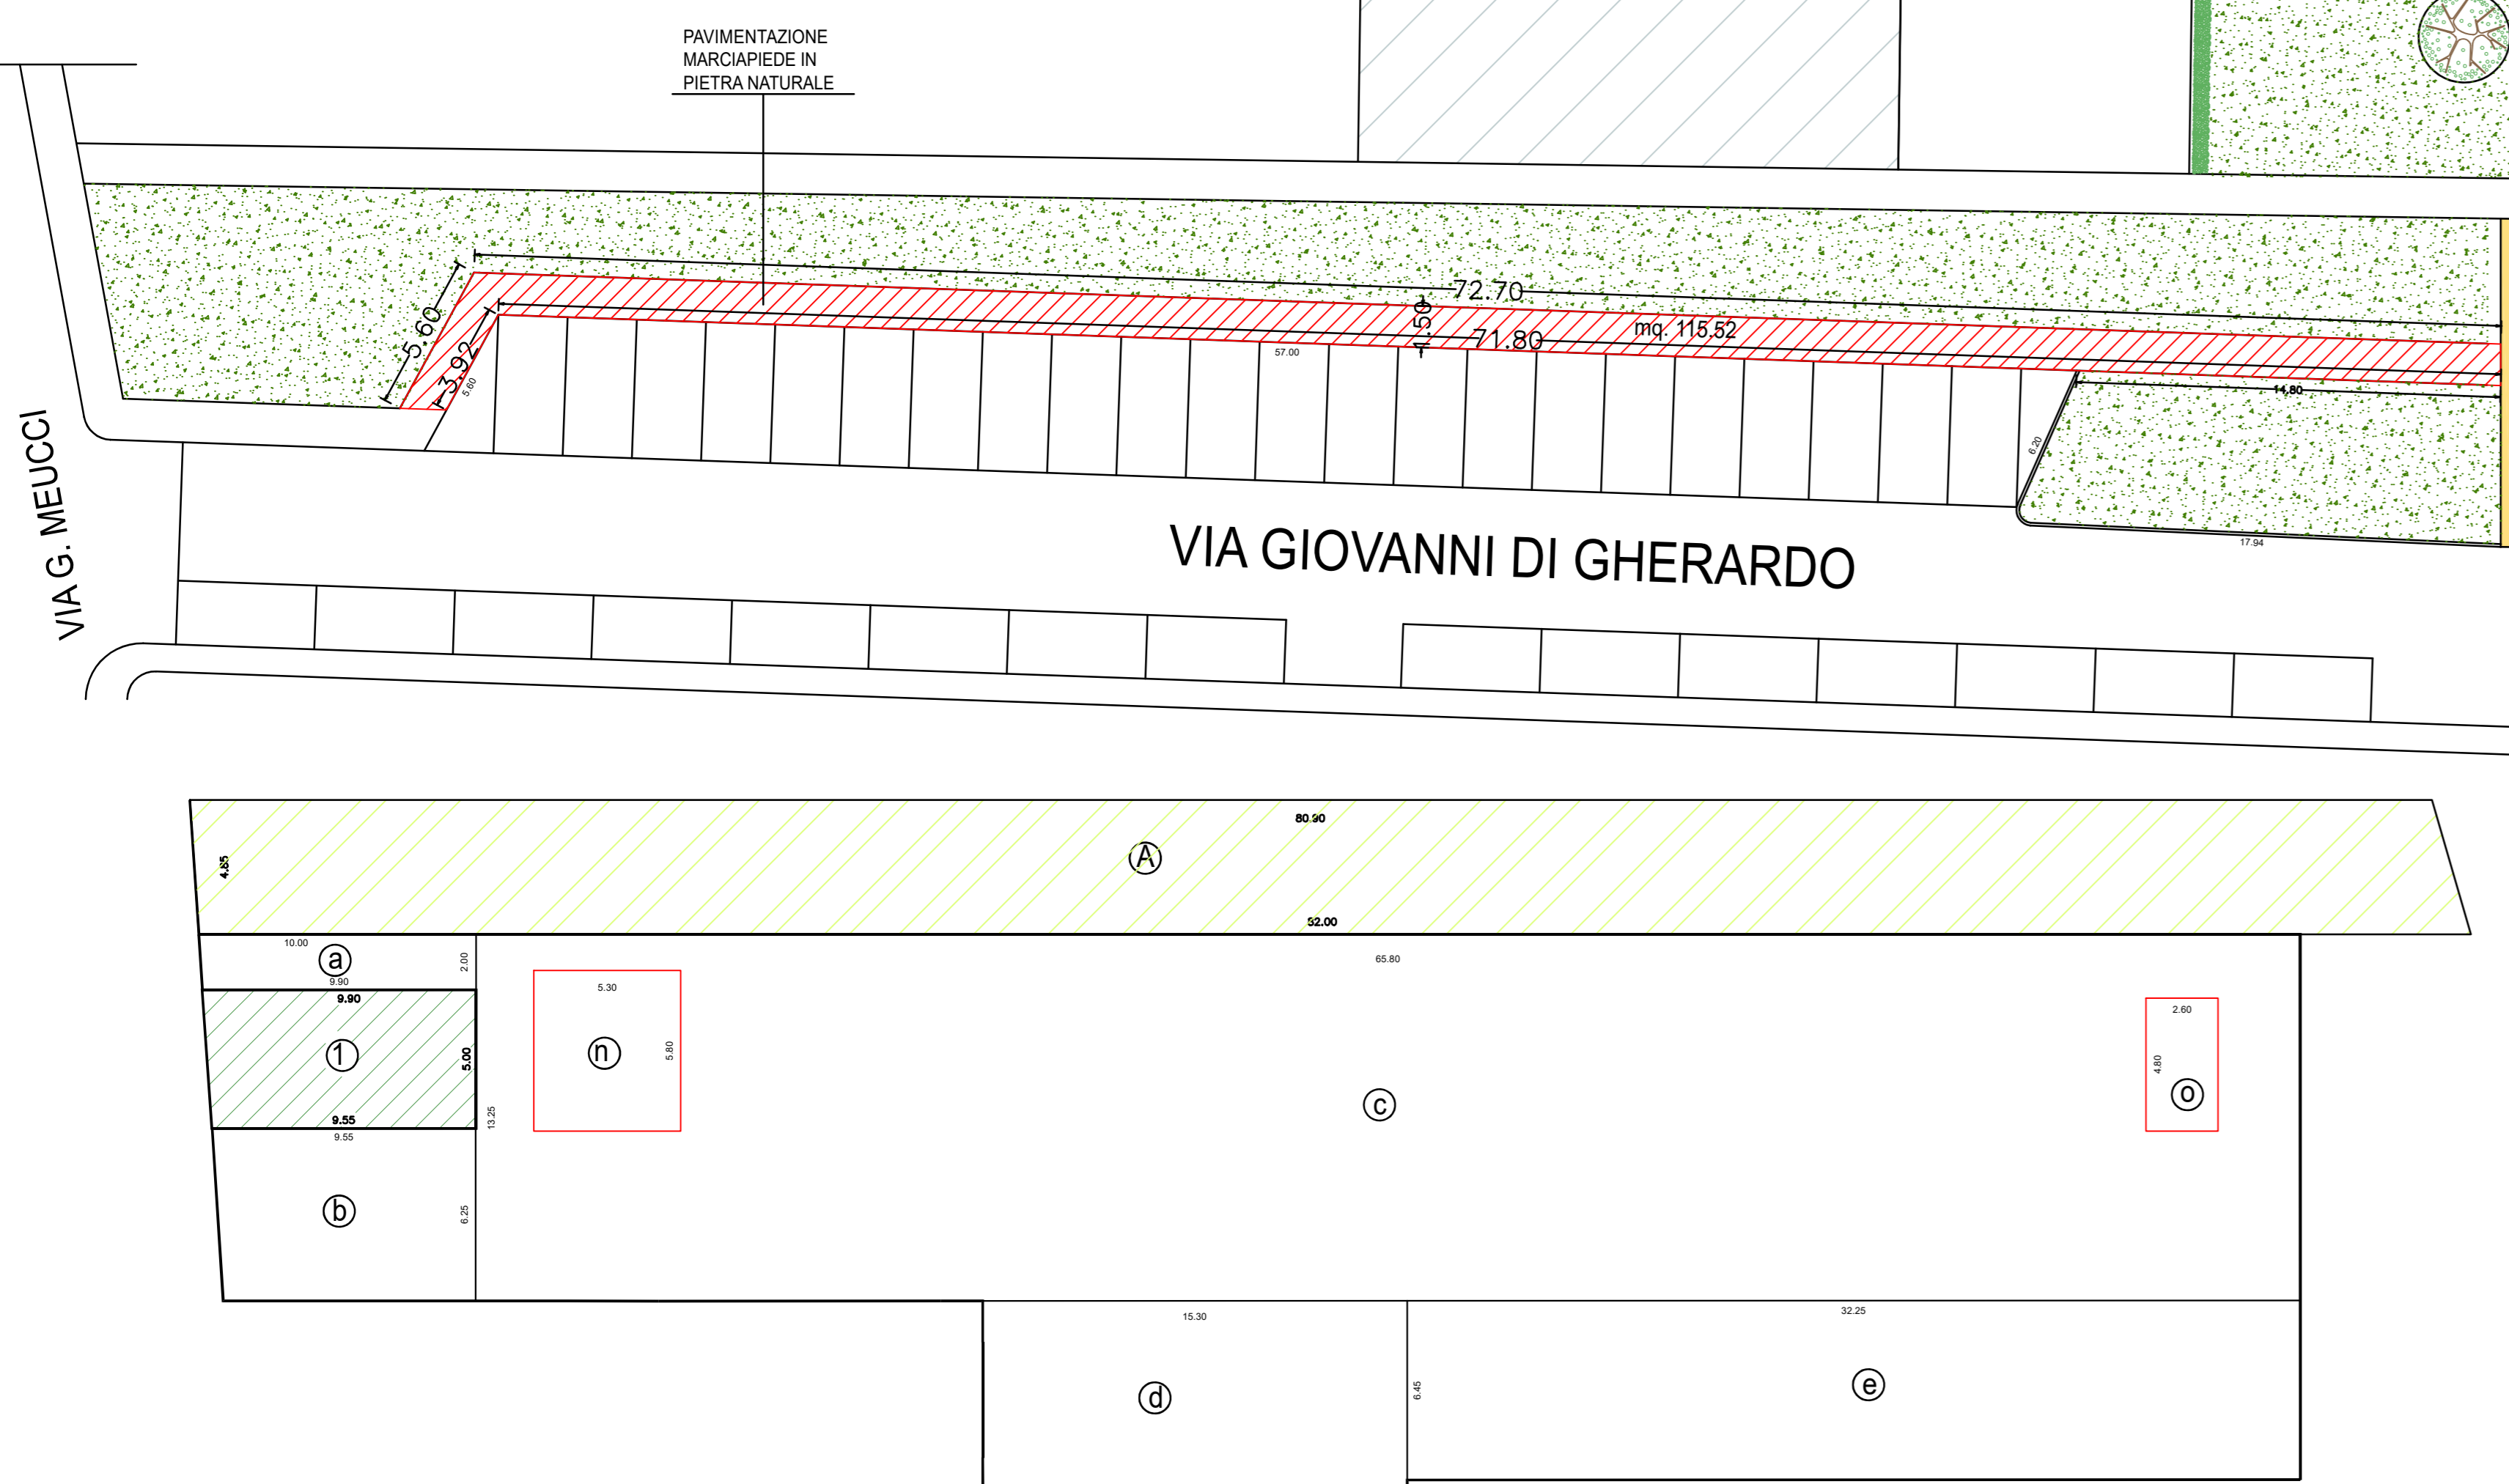 PAVIMENTAZIONE
MARCIAPIEDE IN
PIETRA NATURALE
72.70
1.50
71.80
mq. 115.52
5.60
3.92
5.60
57.00
14.80
6.20
17.94
VIA G. MEUCCI
VIA GIOVANNI DI GHERARDO
80.90
4.85
A
10.00
a
2.00
9.90
65.80
9.90
1
5.00
9.55
9.55
13.25
b
6.25
5.30
n
5.80
c
2.60
4.80
o
15.30
32.25
d
6.45
e